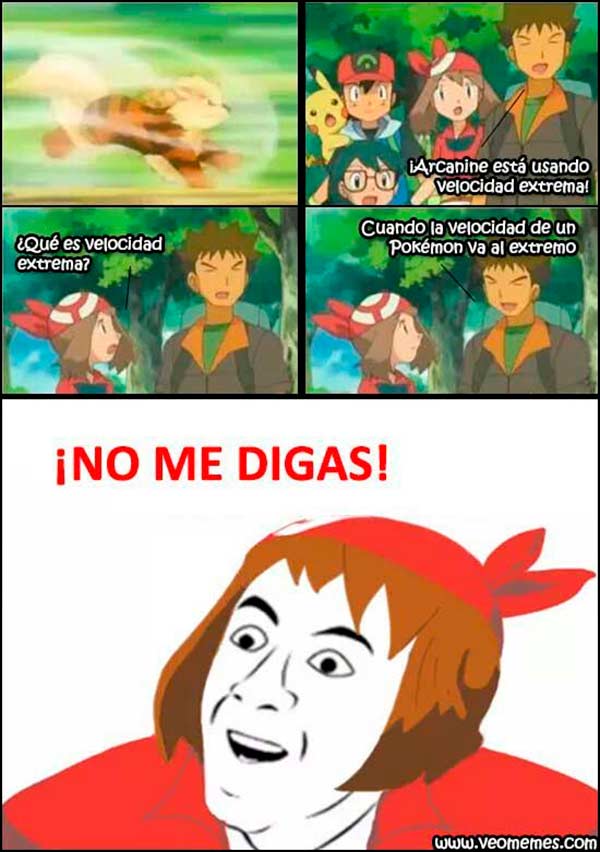 ¡Arcanine está usando
velocidad extrema!
¿Qué es velocidad
extrema?
Cuando la velocidad de un
Pokémon va al extremo
¡NO ME DIGAS!
www.veomemes.com